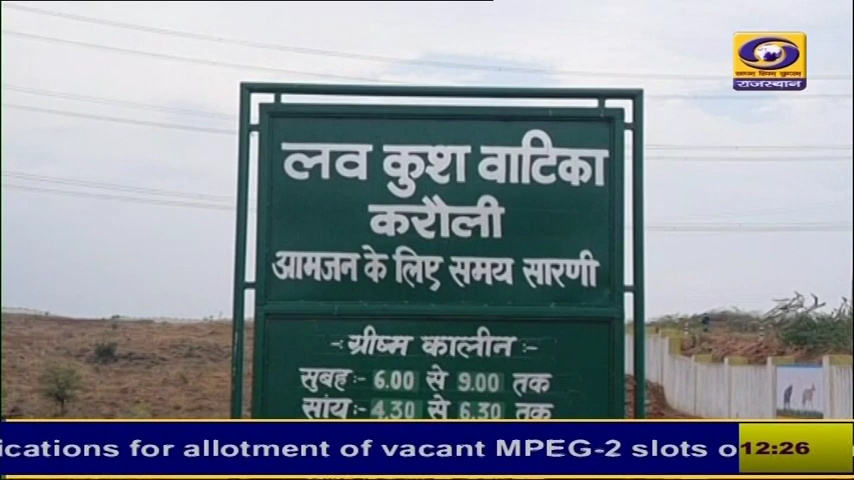 राजस्थान
लव कुश वाटिका
करौली
आमजन के लिए समय सारणी
-: ग्रीष्म कालीन :-
सुबह :- 6.00 से 9.00 तक
सांय :- 4.30 से 6.30 तक
ications for allotment of vacant MPEG-2 slots o
12:26